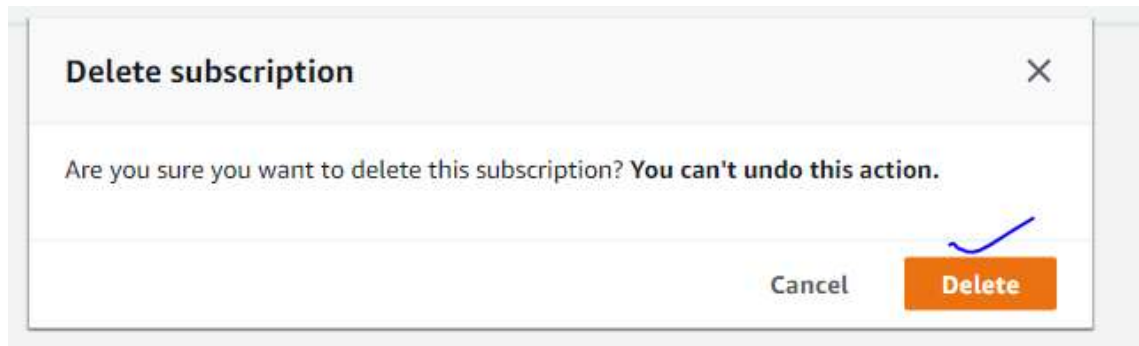 Delete subscription
Are you sure you want to delete this subscription? You can't undo this action.
Cancel Delete